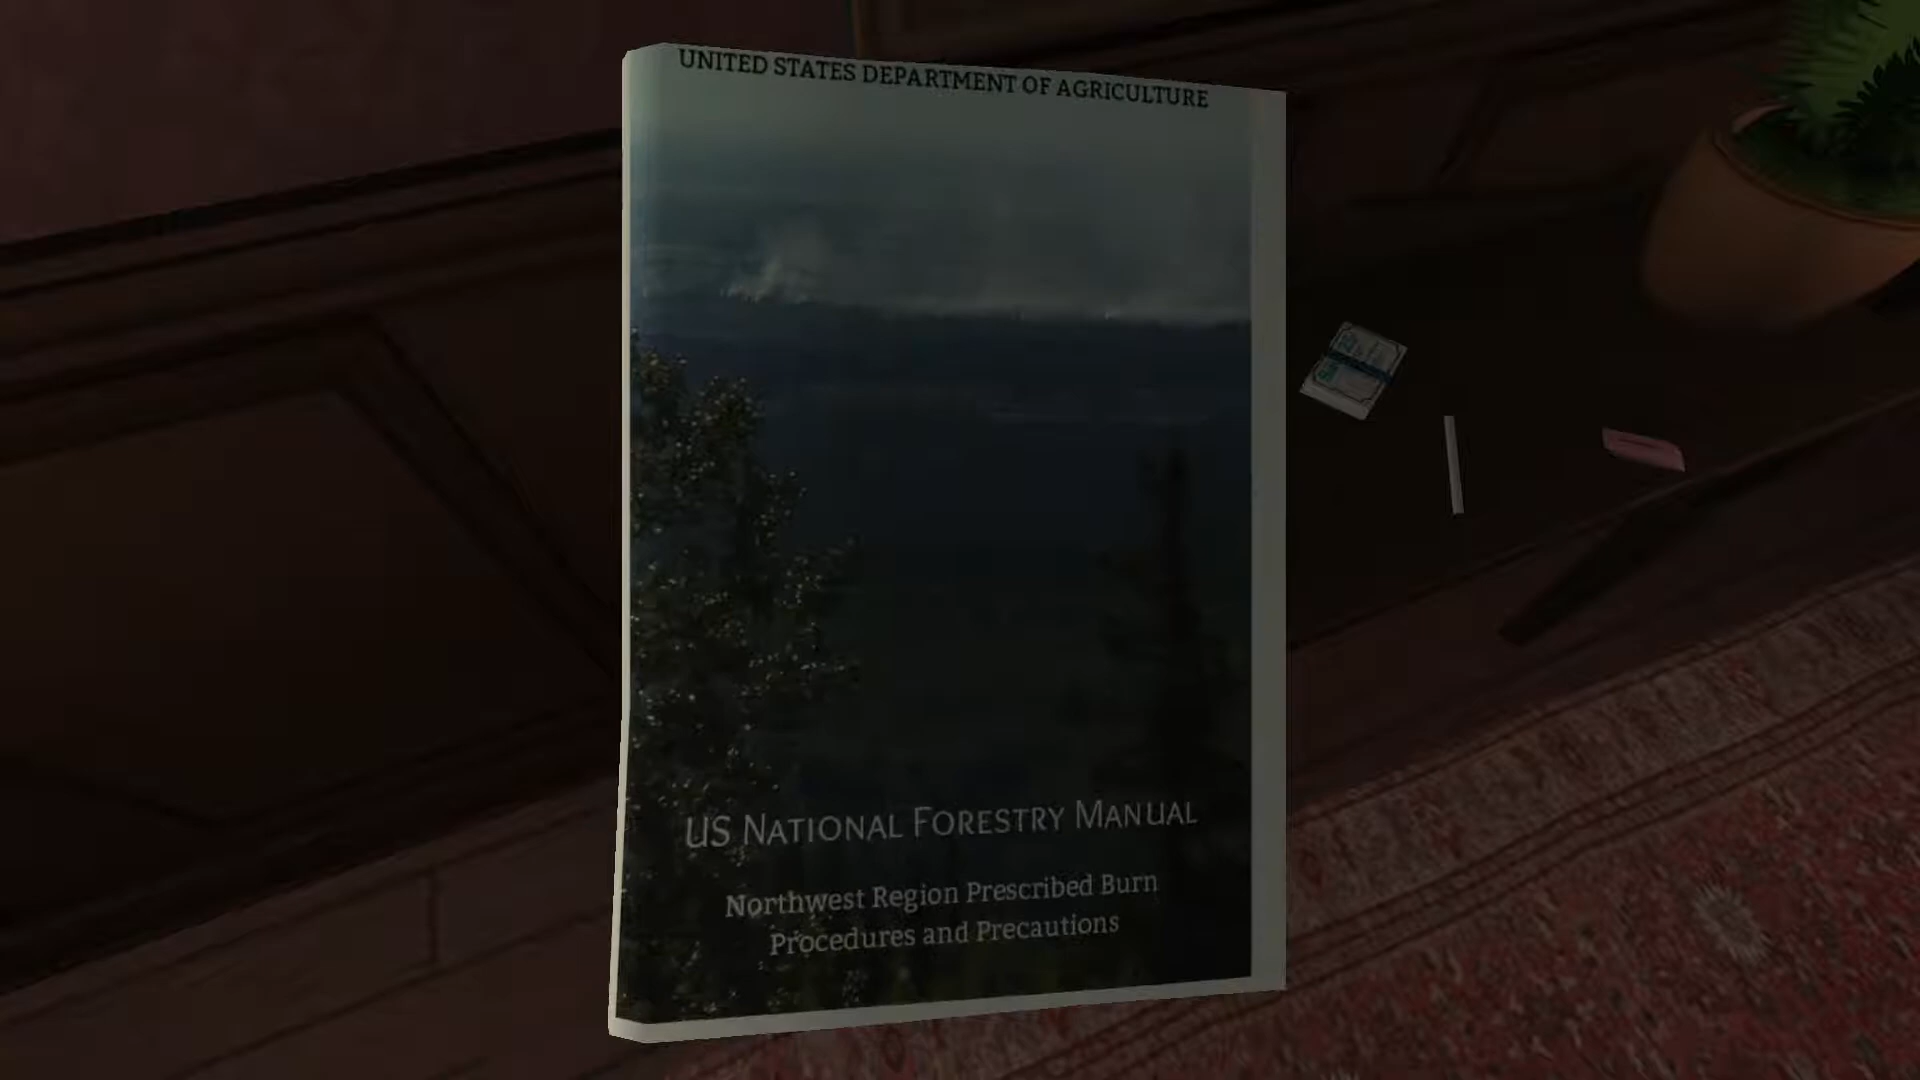 UNITED STATES DEPARTMENT OF AGRICULTURE
US NATIONAL FORESTRY MANUAL
Northwest Region Prescribed Burn
Procedures and Precautions